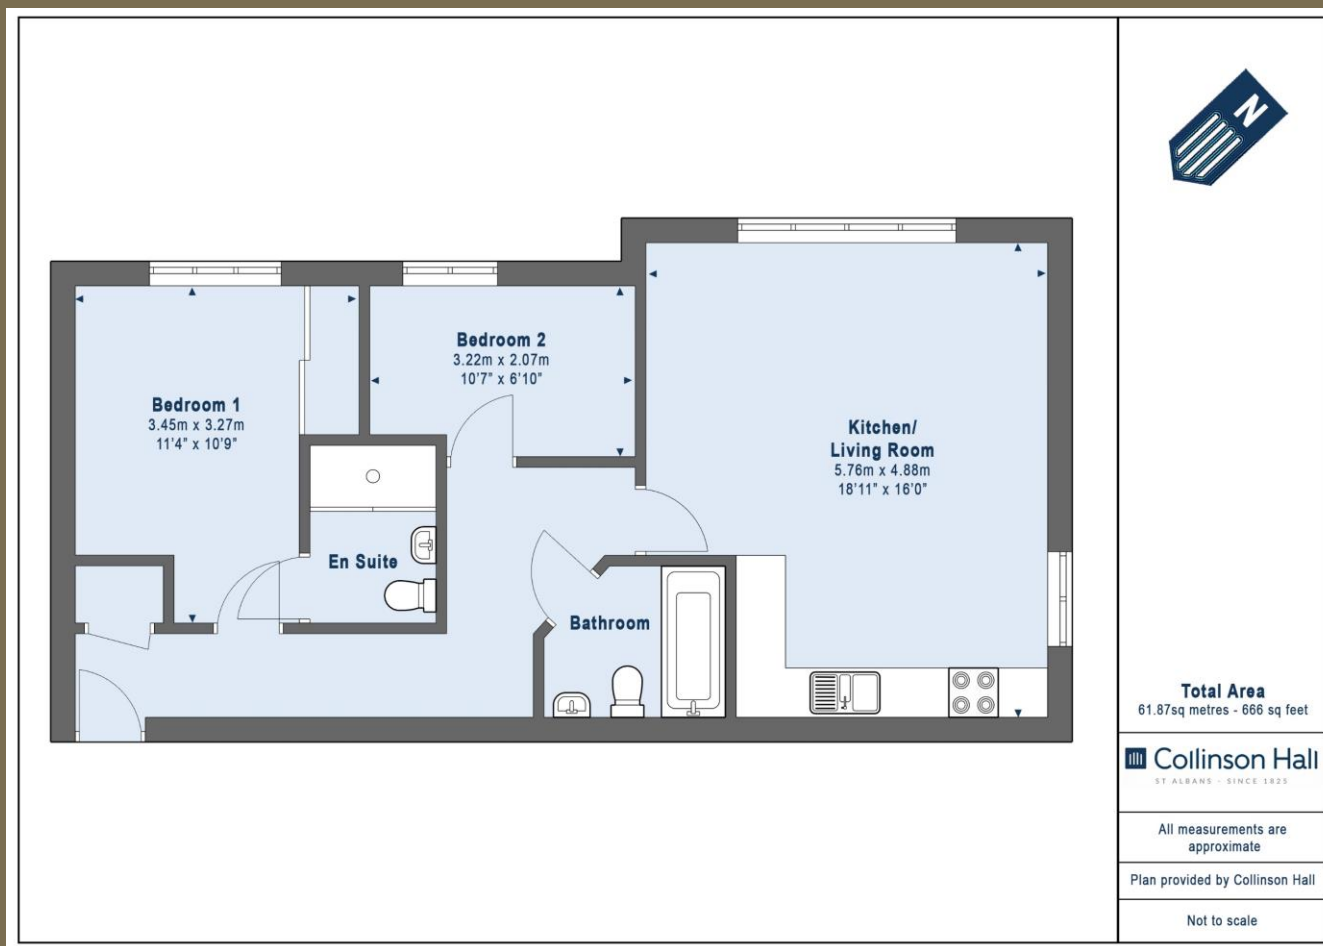 N
Bedroom 2
3.22m x 2.07m
10'7" x 6'10"
Bedroom 1
3.45m x 3.27m
11'4" x 10'9"
Kitchen/
Living Room
5.76m x 4.88m
18'11" x 16'0"
En Suite
Bathroom
Total Area
61.87sq metres - 666 sq feet
Collinson Hall
ST ALBANS - SINCE 1825
All measurements are
approximate
Plan provided by Collinson Hall
Not to scale